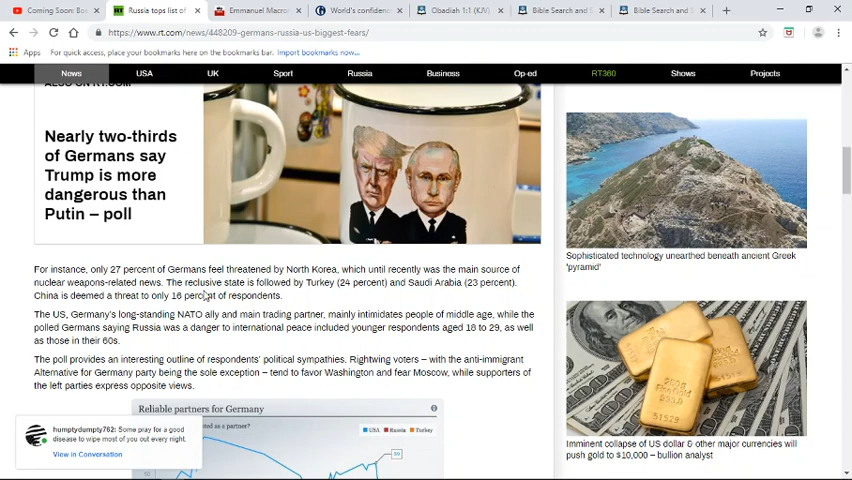 Coming Soon: Bo
Russia tops list of
Emmanuel Macro
World's confidenc
Obadiah 1:1 (KJV)
Bible Search and S
Bible Search and S
https://www.rt.com/news/448209-germans-russia-us-biggest-fears/
Apps For quick access, place your bookmarks here on the bookmarks bar. Import bookmarks now...
News USA UK Sport Russia Business Op-ed RT360 Shows Projects
ALSO ON RT.COM
Nearly two-thirds
of Germans say
Trump is more
dangerous than
Putin – poll
For instance, only 27 percent of Germans feel threatened by North Korea, which until recently was the main source of
nuclear weapons-related news. The reclusive state is followed by Turkey (24 percent) and Saudi Arabia (23 percent).
China is deemed a threat to only 16 percent of respondents.
The US, Germany's long-standing NATO ally and main trading partner, mainly intimidates people of middle age, while the
polled Germans saying Russia was a danger to international peace included younger respondents aged 18 to 29, as well
as those in their 60s.
The poll provides an interesting outline of respondents' political sympathies. Rightwing voters – with the anti-immigrant
Alternative for Germany party being the sole exception – tend to favor Washington and fear Moscow, while supporters of
the left parties express opposite views.
Reliable partners for Germany
ted as a partner?
USA Russia Turkey
humptydumpty762: Some pray for a good
disease to wipe most of you out every night.
View in Conversation
Sophisticated technology unearthed beneath ancient Greek
'pyramid'
250g
51529
Imminent collapse of US dollar & other major currencies will
push gold to $10,000 – bullion analyst